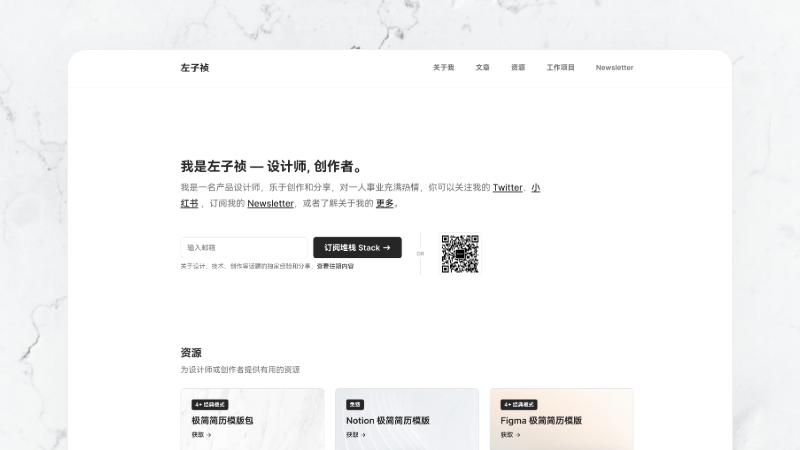 左子祯
关于我 文章 资源 工作项目 Newsletter
我是左子祯 — 设计师, 创作者。
我是一名产品设计师，乐于创作和分享，对一人事业充满热情，你可以关注我的 Twitter、小
红书 ，订阅我的 Newsletter，或者了解关于我的 更多。
输入邮箱
订阅堆栈 Stack →
OR
关于设计、技术、创作等话题的独家经验和分享，查看往期内容
资源
为设计师或创作者提供有用的资源
4+ 经典模式
极简简历模版包
获取 →
免费
Notion 极简简历模版
获取 →
4+ 经典模式
Figma 极简简历模版
获取 →